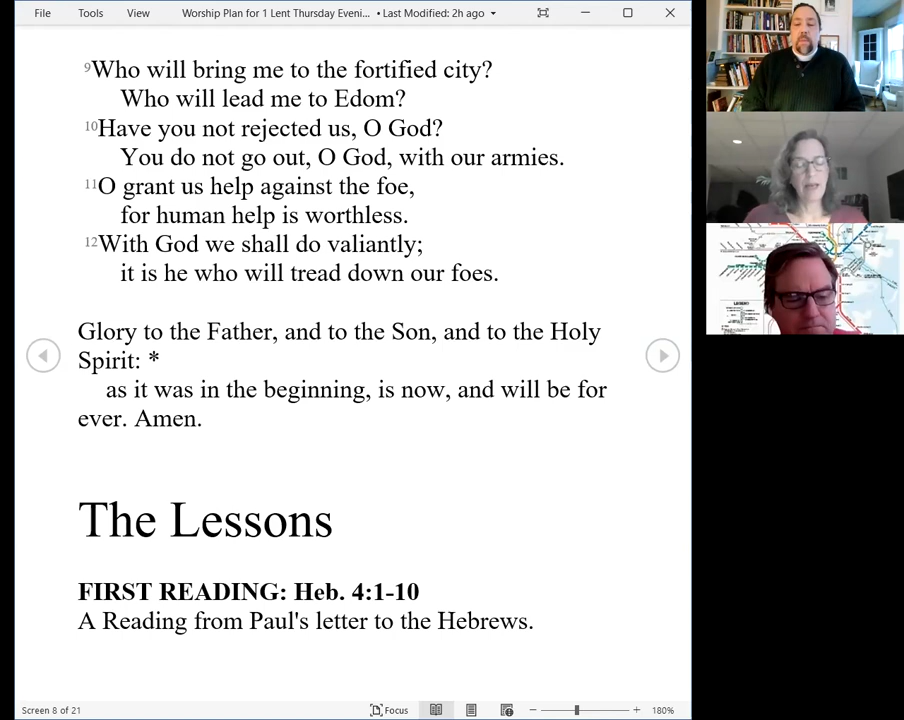 File Tools View Worship Plan for 1 Lent Thursday Eveni... • Last Modified: 2h ago
9Who will bring me to the fortified city?
Who will lead me to Edom?
10Have you not rejected us, O God?
You do not go out, O God, with our armies.
11O grant us help against the foe,
for human help is worthless.
12With God we shall do valiantly;
it is he who will tread down our foes.
Glory to the Father, and to the Son, and to the Holy
Spirit: *
as it was in the beginning, is now, and will be for
ever. Amen.
The Lessons
FIRST READING: Heb. 4:1-10
A Reading from Paul's letter to the Hebrews.
Screen 8 of 21 Focus 180%
LEGEND